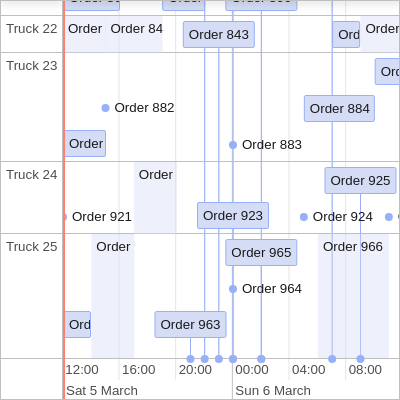 Truck 22
Order
Order 84
Order 843
Ord
Order
Truck 23
Ord
Order 882
Order 884
Order
Order 883
Truck 24
Order
Order 925
Order 921
Order 923
Order 924
Truck 25
Order
Order 965
Order 966
Order 964
Ord
Order 963
12:00
16:00
20:00
00:00
04:00
08:00
Sat 5 March
Sun 6 March